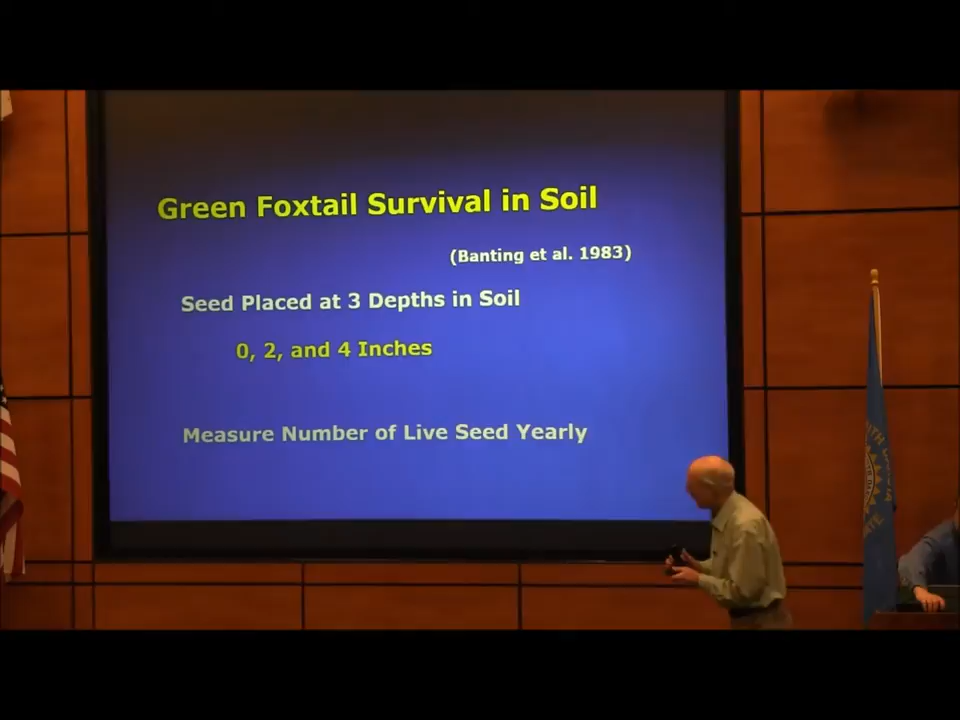 Green Foxtail Survival in Soil
(Banting et al. 1983)
Seed Placed at 3 Depths in Soil
0, 2, and 4 Inches
Measure Number of Live Seed Yearly